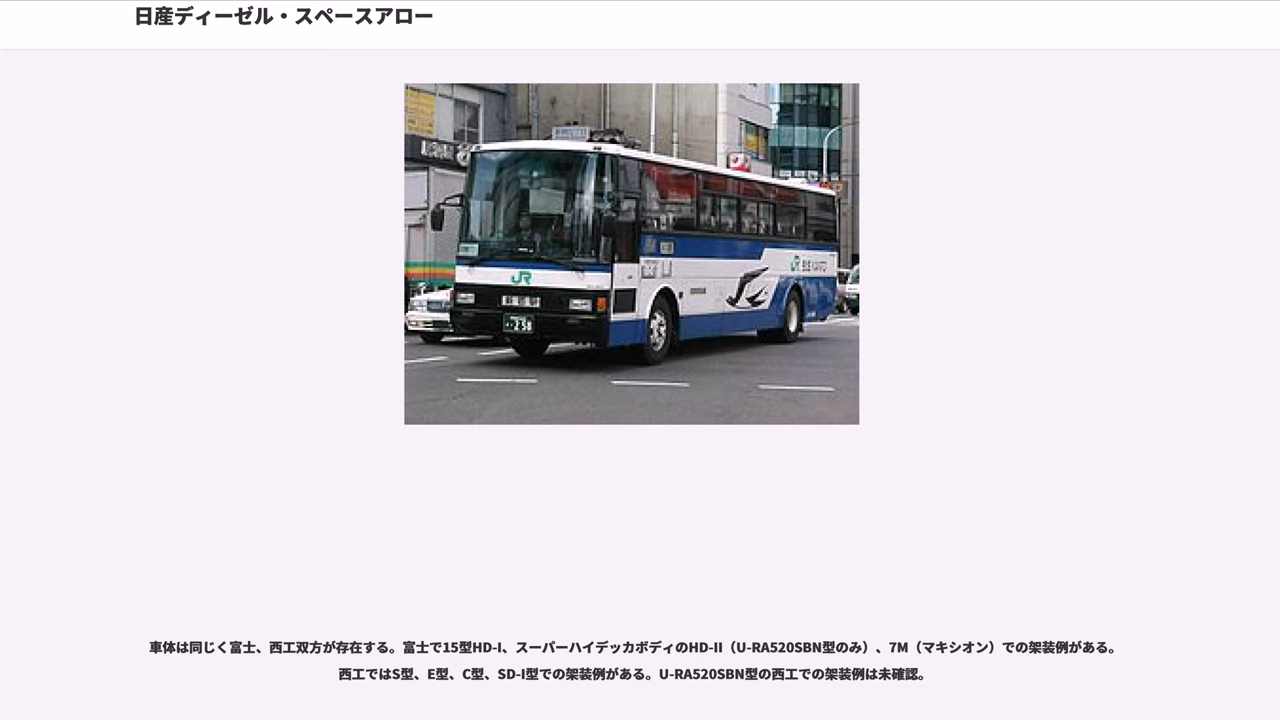 日産ディーゼル・スペースアロー
JR
JR
車体は同じく富士、西工双方が存在する。富士で15型HD-I、スーパーハイデッカボディのHD-II（U-RA520SBN型のみ）、7M（マキシオン）での架装例がある。
西工ではS型、E型、C型、SD-I型での架装例がある。U-RA520SBN型の西工での架装例は未確認。